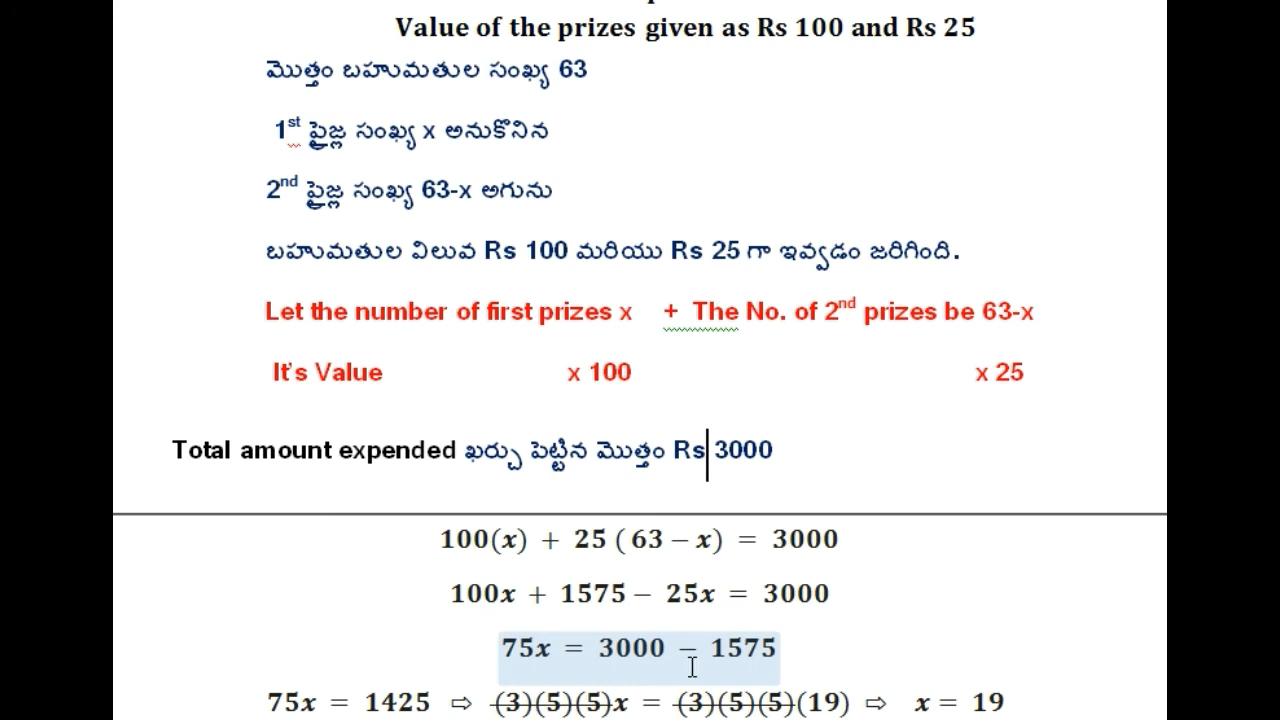 Value of the prizes given as Rs 100 and Rs 25
మొత్తం బహుమతుల సంఖ్య 63
1st ప్రైజ్ల సంఖ్య x అనుకొనిన
2nd ప్రైజ్ల సంఖ్య 63-x అగును
బహుమతుల విలువ Rs 100 మరియు Rs 25 గా ఇవ్వడం జరిగింది.
Let the number of first prizes x + The No. of 2nd prizes be 63-x
It's Value x 100 x 25
Total amount expended ఖర్చు పెట్టిన మొత్తం Rs 3000
100(x) + 25 ( 63 − x) = 3000
100x + 1575 − 25x = 3000
75x = 3000 − 1575
75x = 1425 ⇨ (3)(5)(5)x = (3)(5)(5)(19) ⇨ x = 19